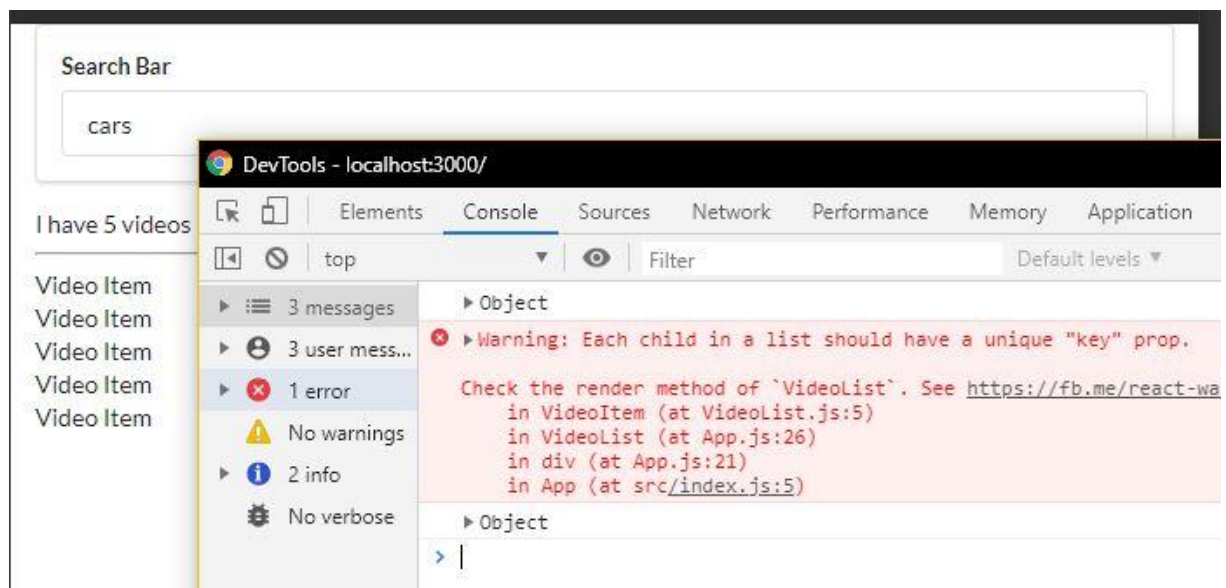 Search Bar
cars
DevTools - localhost:3000/
Elements Console Sources Network Performance Memory Application
top Filter Default levels ▼
I have 5 videos
Video Item
Video Item
Video Item
Video Item
Video Item
3 messages
3 user mess...
1 error
No warnings
2 info
No verbose
▶ Object
▶ Warning: Each child in a list should have a unique "key" prop.
Check the render method of `VideoList`. See https://fb.me/react-wa
in VideoItem (at VideoList.js:5)
in VideoList (at App.js:26)
in div (at App.js:21)
in App (at src/index.js:5)
▶ Object
>